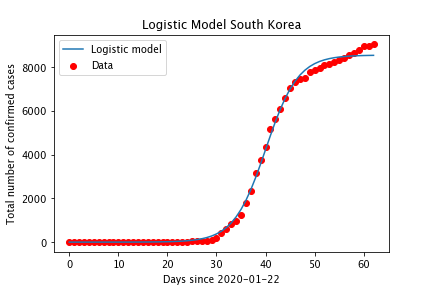 Logistic Model South Korea
Logistic model
Data
Total number of confirmed cases
8000
6000
4000
2000
0
0 10 20 30 40 50 60
Days since 2020-01-22